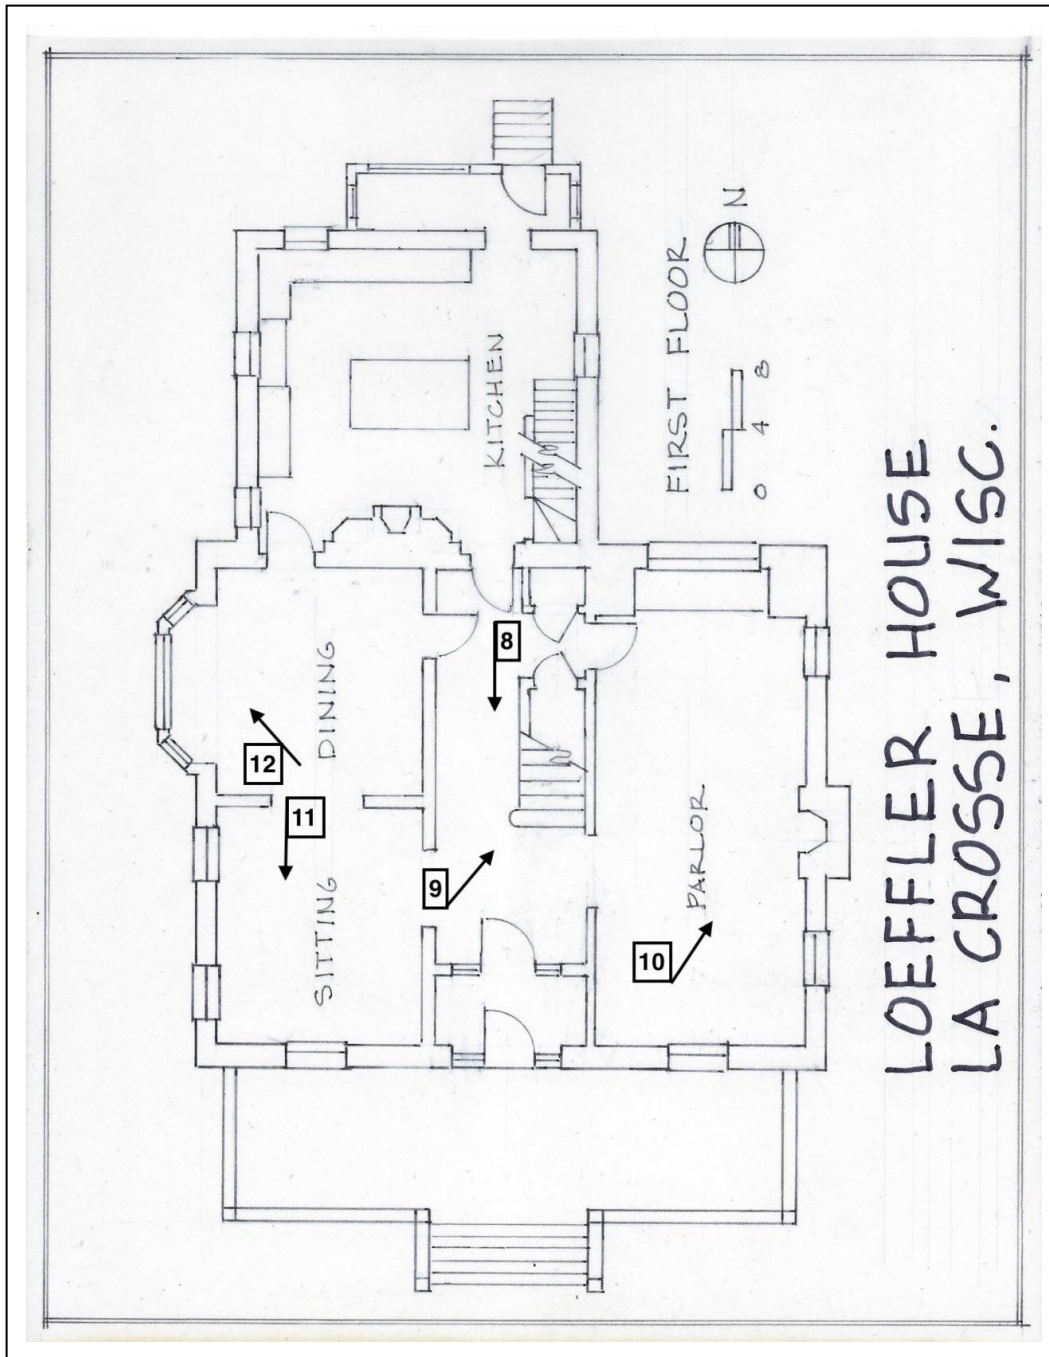 N
FIRST FLOOR
0 4 8
KITCHEN
8
DINING
12
11
9
SITTING
PARLOR
10
LOEFFLER HOUSE
LA CROSSE, WISC.